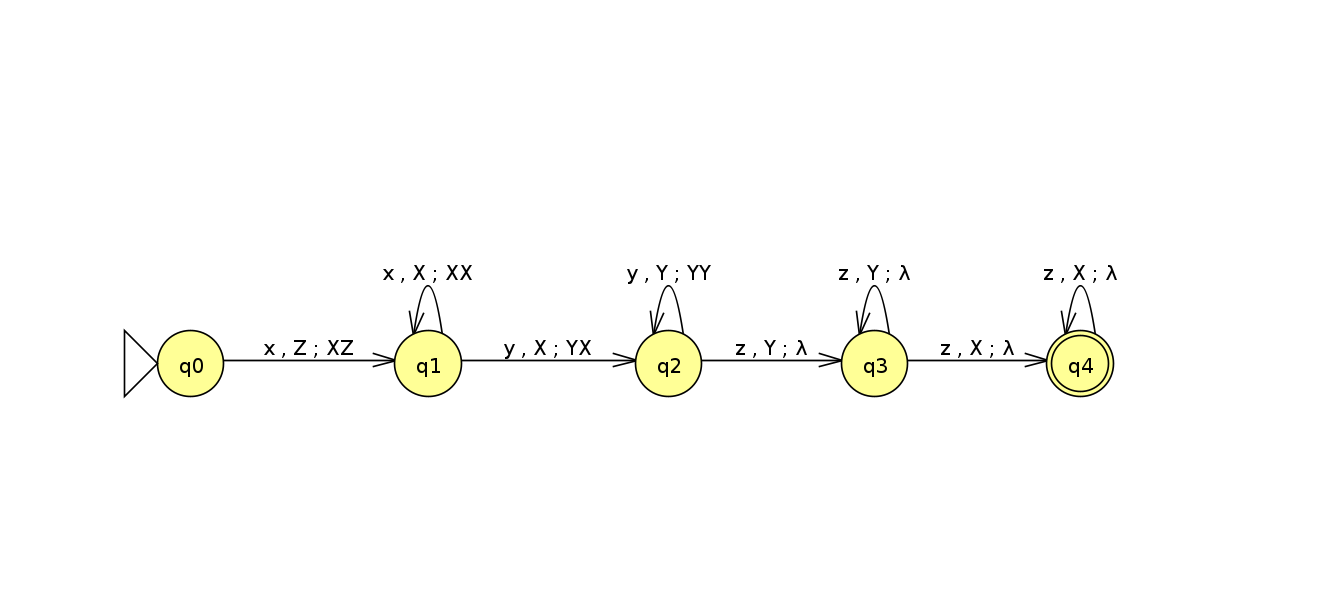 x , X ; XX
y , Y ; YY
z , Y ; λ
z , X ; λ
x , Z ; XZ
y , X ; YX
z , Y ; λ
z , X ; λ
q0
q1
q2
q3
q4